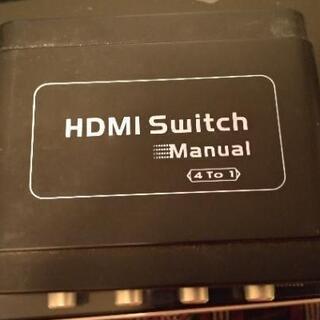 HDMI Switch
Manual
4 To 1